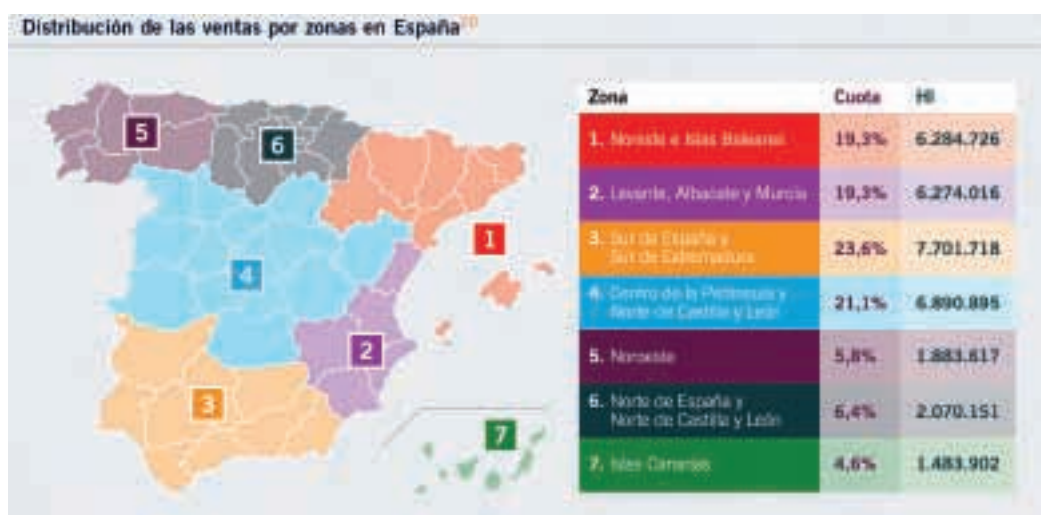 Distribución de las ventas por zonas en España20
5
6
1
4
2
3
7
Zona Cuota Hl
1. Noreste e Islas Baleares 19,3% 6.284.726
2. Levante, Albacete y Murcia 19,3% 6.274.016
3. Sur de España y
Sur de Extremadura 23,6% 7.701.718
4. Centro de la Península y
Norte de Castilla y León 21,1% 6.890.895
5. Noroeste 5,8% 1.883.617
6. Norte de España y
Norte de Castilla y León 6,4% 2.070.151
7. Islas Canarias 4,6% 1.483.902